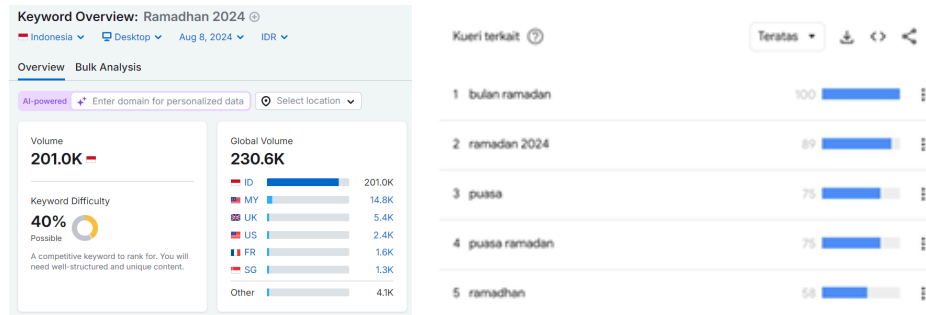 Keyword Overview: Ramadhan 2024
Indonesia Desktop Aug 8, 2024 IDR
Overview Bulk Analysis
AI-powered Enter domain for personalized data Select location
Volume
201.0K
Keyword Difficulty
40%
Possible
A competitive keyword to rank for. You will
need well-structured and unique content.
Global Volume
230.6K
ID 201.0K
MY 14.8K
UK 5.4K
US 2.4K
FR 1.6K
SG 1.3K
Other 4.1K
Kueri terkait ? Teratas
1 bulan ramadan 100
2 ramadan 2024 89
3 puasa 75
4 puasa ramadan 75
5 ramadhan 58